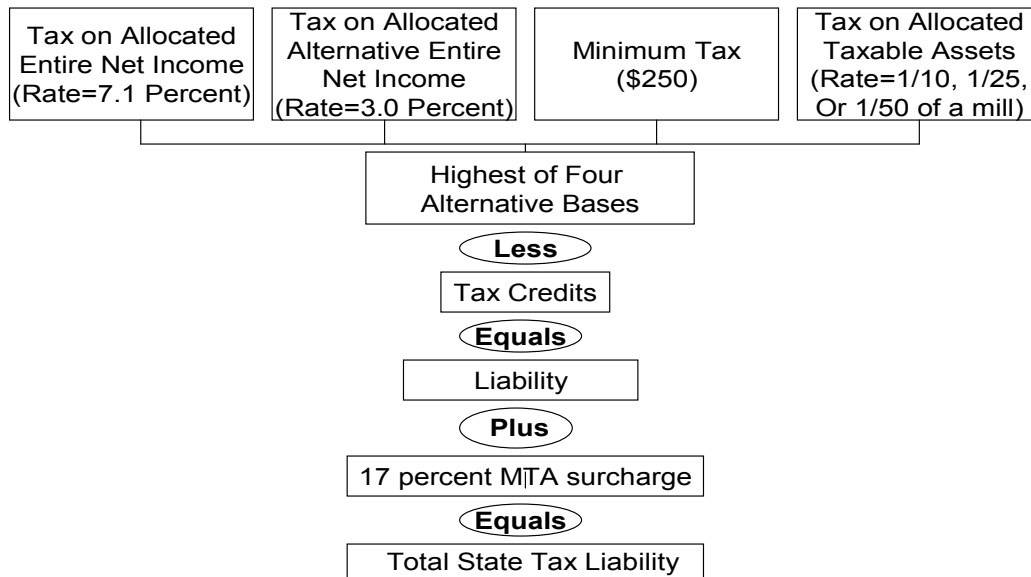 Tax on Allocated
Entire Net Income
(Rate=7.1 Percent)
Tax on Allocated
Alternative Entire
Net Income
(Rate=3.0 Percent)
Minimum Tax
($250)
Tax on Allocated
Taxable Assets
(Rate=1/10, 1/25,
Or 1/50 of a mill)
Highest of Four
Alternative Bases
Less
Tax Credits
Equals
Liability
Plus
17 percent MTA surcharge
Equals
Total State Tax Liability